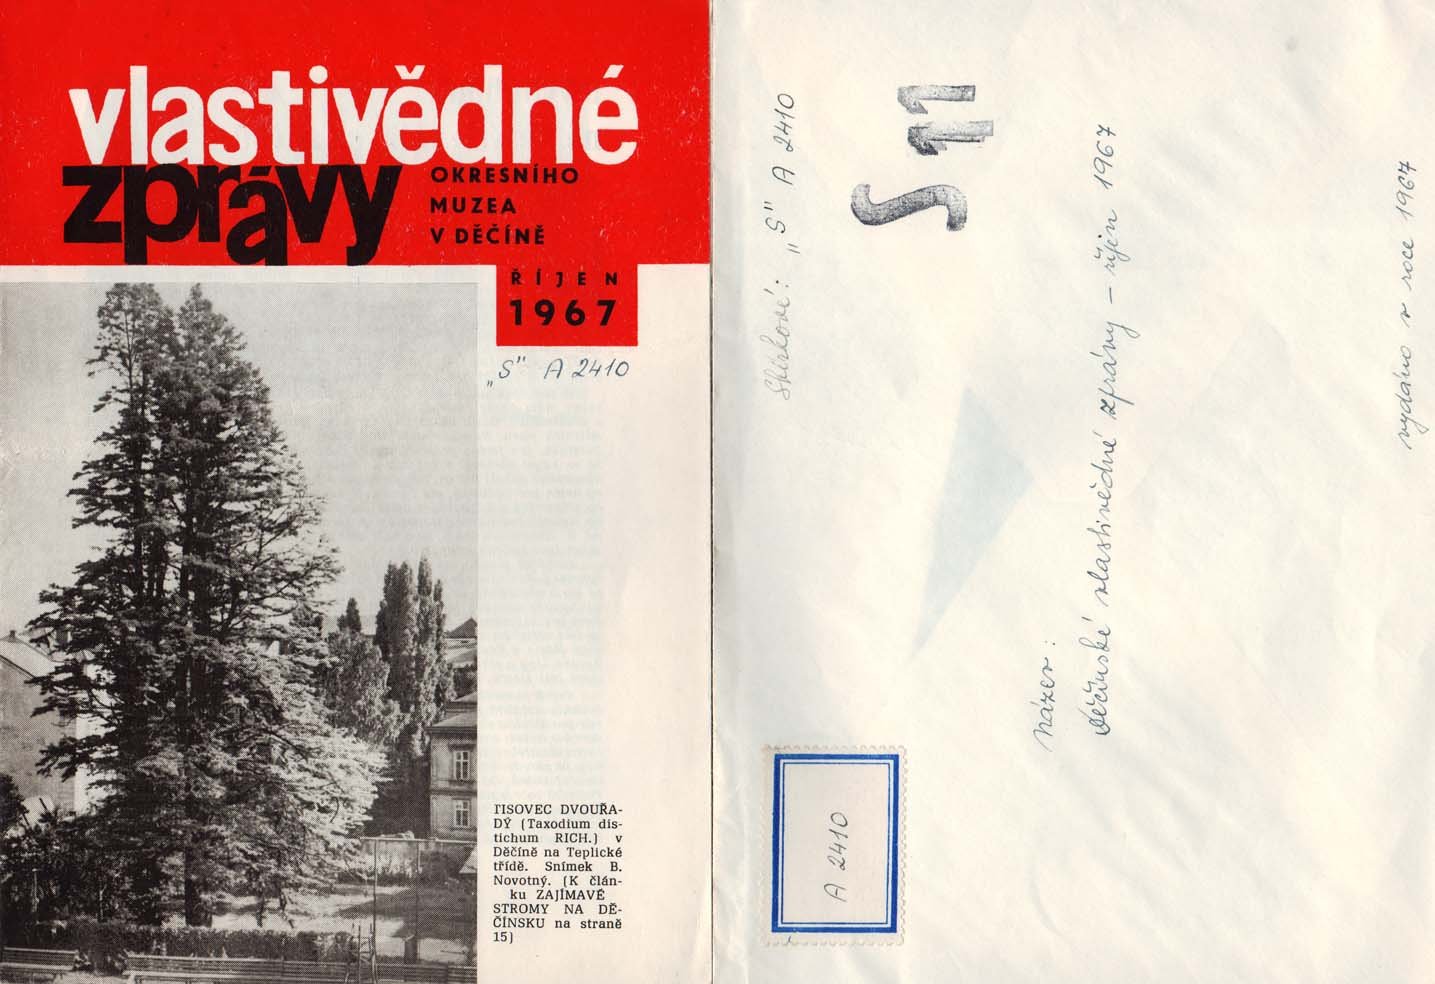 vlastivědné
zprávy
OKRESNÍHO
MUZEA
V DĚČÍNĚ
ŘÍJEN
1967
„S" A 2410
TISOVEC DVOUŘA-
DÝ (Taxodium dis-
tichum RICH.) v
Děčíně na Teplické
třídě. Snímek B.
Novotný. (K člán-
ku ZAJÍMAVÉ
STROMY NA DĚ-
ČÍNSKU na straně
15)
„S" A 2410
S 11
Název:
Děčínské vlastivědné zprávy – říjen 1967
vydáno v roce 1967
A 2410